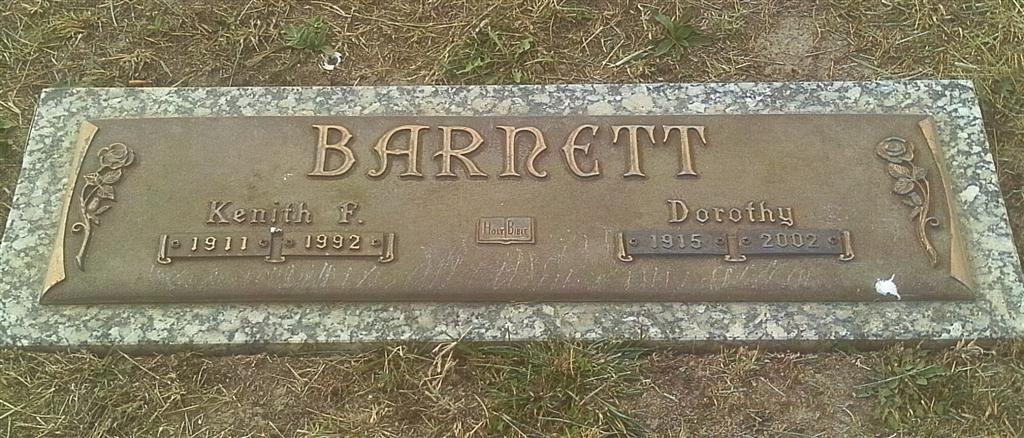 BARNETT
Kenith F.
1911 1992
HOLY BIBLE
Dorothy
1915 2002